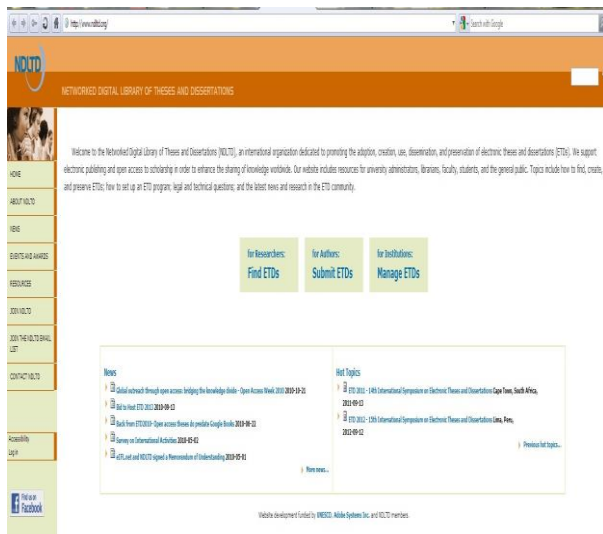 http://www.ndltd.org/
Search with Google
NDLTD
NETWORKED DIGITAL LIBRARY OF THESES AND DISSERTATIONS
Welcome to the Networked Digital Library of Theses and Dissertations (NDLTD), an international organization dedicated to promoting the adoption, creation, use, dissemination, and preservation of electronic theses and dissertations (ETDs). We support
electronic publishing and open access to scholarship in order to enhance the sharing of knowledge worldwide. Our website includes resources for university administrators, librarians, faculty, students, and the general public. Topics include how to find, create,
and preserve ETDs; how to set up an ETD program; legal and technical questions; and the latest news and research in the ETD community.
HOME
ABOUT NDLTD
NEWS
EVENTS AND AWARDS
RESOURCES
JOIN NDLTD
JOIN THE NDLTD EMAIL
LIST
CONTACT NDLTD
Accessibility
Log in
Find us on
Facebook
for Researchers:
Find ETDs
for Authors:
Submit ETDs
for Institutions:
Manage ETDs
News
Global outreach through open access: bridging the knowledge divide - Open Access Week 2010 2010-10-21
Bid to Host ETD 2013 2010-09-13
Back from ETD2010- Open access theses do predate Google Books 2010-06-22
Survey on International Activities 2010-05-02
eIFL.net and NDLTD signed a Memorandum of Understanding 2010-05-01
More news...
Hot Topics
ETD 2011 - 14th International Symposium on Electronic Theses and Dissertations Cape Town, South Africa,
2011-09-13
ETD 2012 - 15th International Symposium on Electronic Theses and Dissertations Lima, Peru,
2012-09-12
Previous hot topics...
Website development funded by UNESCO, Adobe Systems Inc. and NDLTD members.